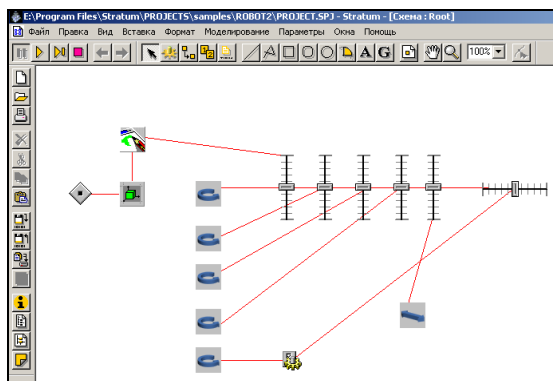 E:\Program Files\Stratum\PROJECTS\samples\ROBOT2\PROJECT.SPJ - Stratum - [Схема : Root]
Файл Правка Вид Вставка Формат Моделирование Параметры Окна Помощь
A G 100%